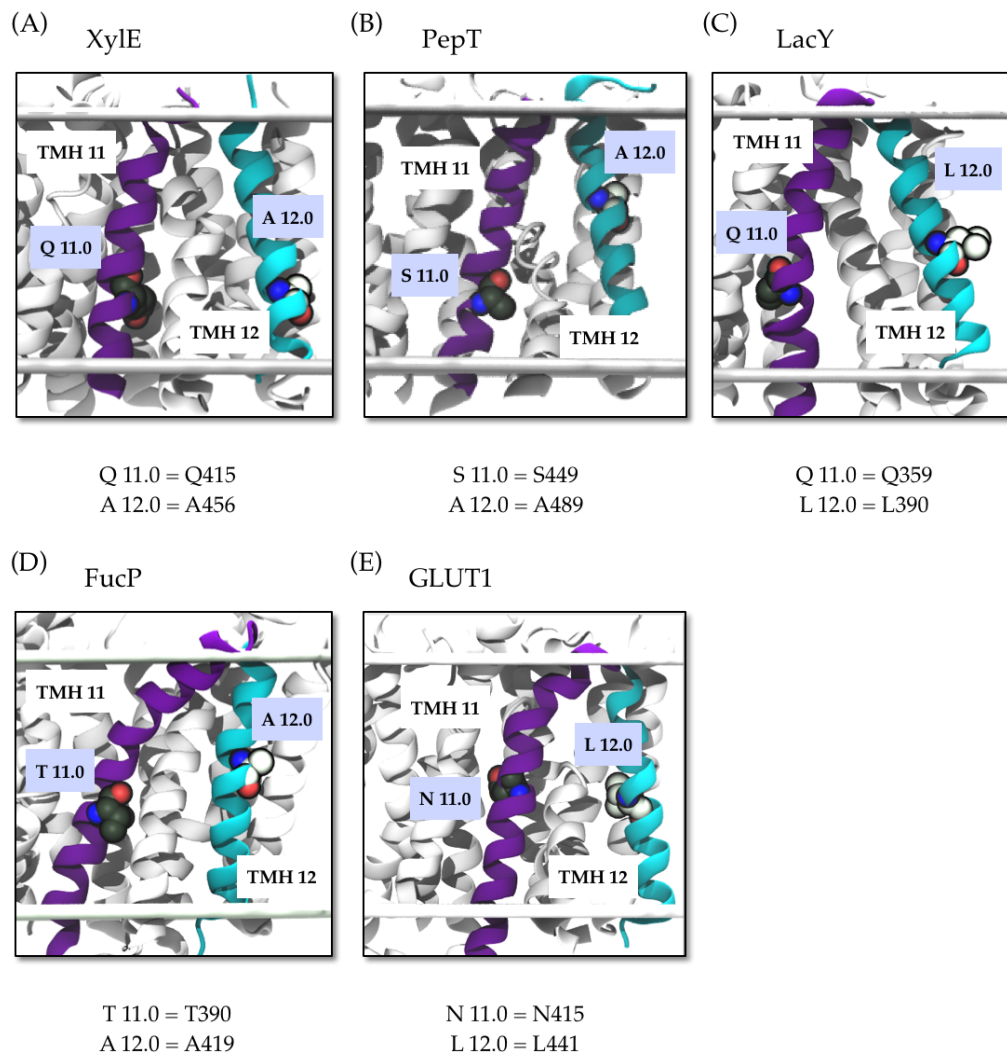 (A) XylE
(B) PepT
(C) LacY
TMH 11
A 12.0
Q 11.0
TMH 12
TMH 11
A 12.0
S 11.0
TMH 12
TMH 11
L 12.0
Q 11.0
TMH 12
Q 11.0 = Q415
A 12.0 = A456
S 11.0 = S449
A 12.0 = A489
Q 11.0 = Q359
L 12.0 = L390
(D) FucP
(E) GLUT1
TMH 11
A 12.0
T 11.0
TMH 12
TMH 11
L 12.0
N 11.0
TMH 12
T 11.0 = T390
A 12.0 = A419
N 11.0 = N415
L 12.0 = L441